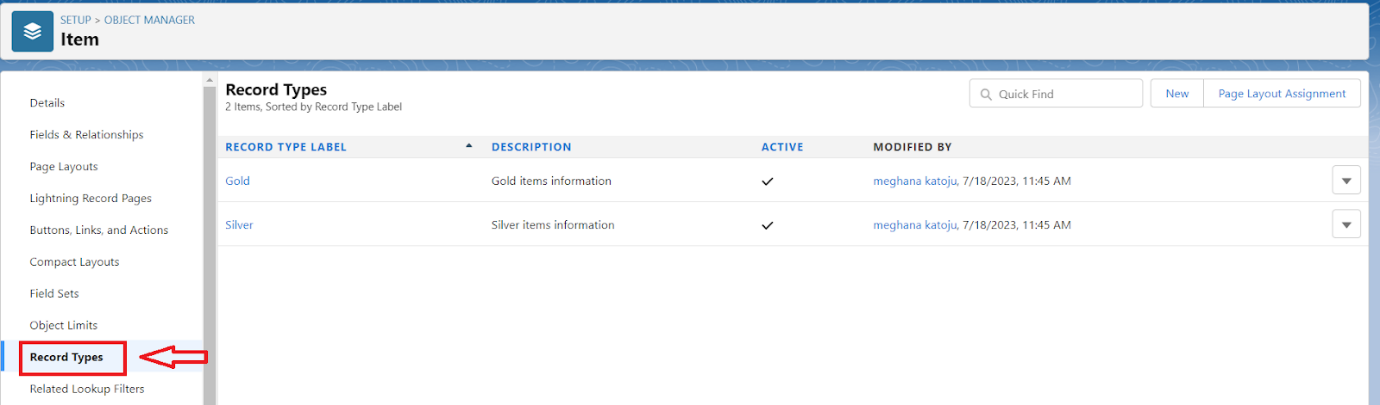 SETUP > OBJECT MANAGER
Item
Details
Fields & Relationships
Page Layouts
Lightning Record Pages
Buttons, Links, and Actions
Compact Layouts
Field Sets
Object Limits
Record Types
Related Lookup Filters
Record Types
2 Items, Sorted by Record Type Label
Quick Find
New
Page Layout Assignment
RECORD TYPE LABEL DESCRIPTION ACTIVE MODIFIED BY
Gold Gold items information meghana katoju, 7/18/2023, 11:45 AM
Silver Silver items information meghana katoju, 7/18/2023, 11:45 AM